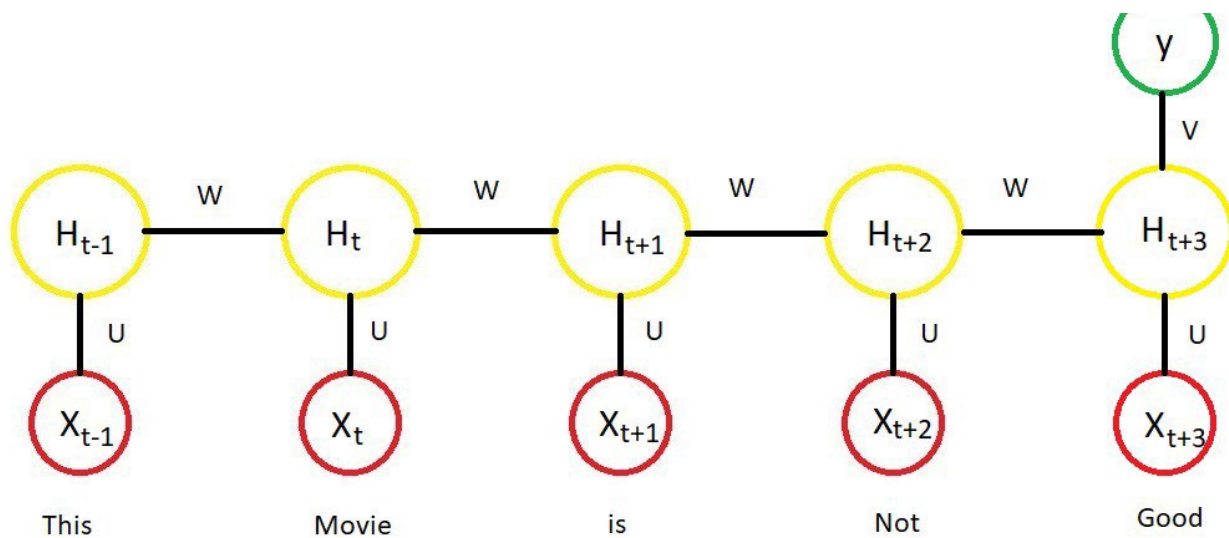 y
V
W W W W
H_{t-1} H_t H_{t+1} H_{t+2} H_{t+3}
U U U U U
X_{t-1} X_t X_{t+1} X_{t+2} X_{t+3}
This Movie is Not Good